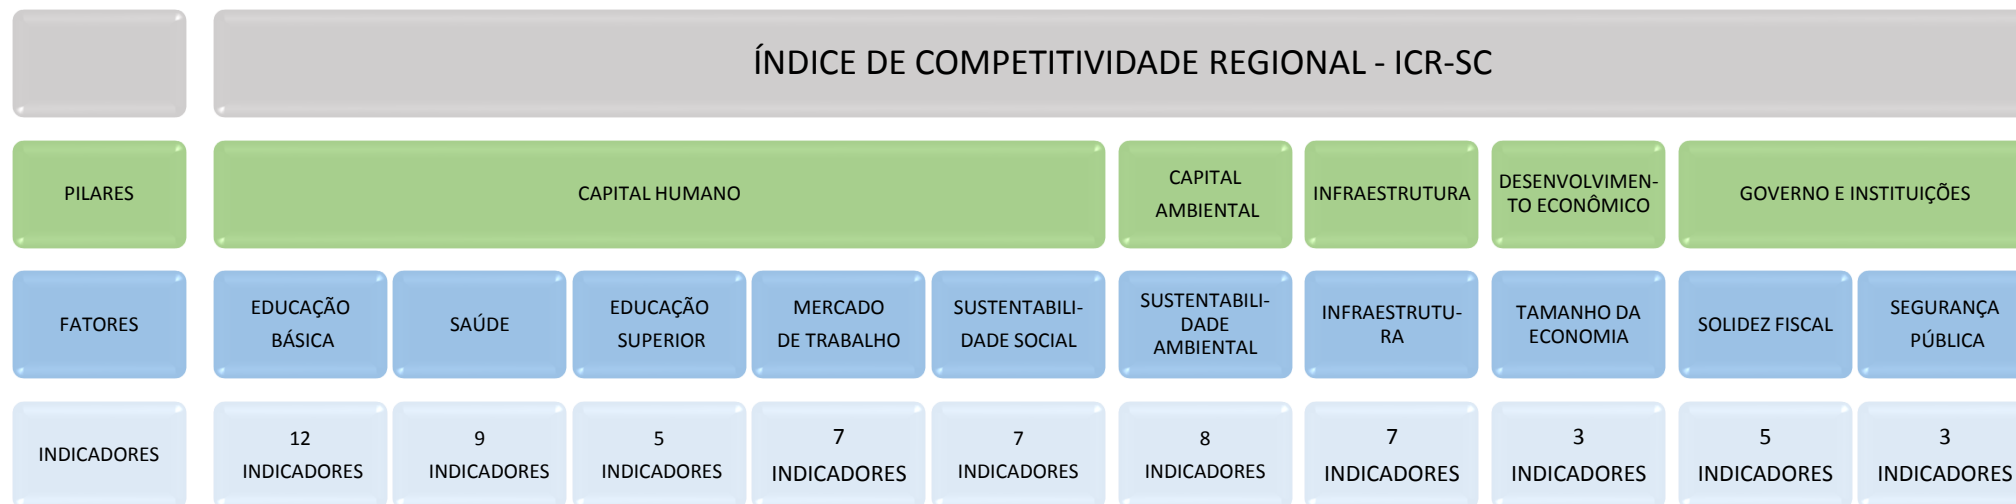 ÍNDICE DE COMPETITIVIDADE REGIONAL - ICR-SC
PILARES
CAPITAL HUMANO
CAPITAL
AMBIENTAL
INFRAESTRUTURA
DESENVOLVIMEN-
TO ECONÔMICO
GOVERNO E INSTITUIÇÕES
FATORES
EDUCAÇÃO
BÁSICA
SAÚDE
EDUCAÇÃO
SUPERIOR
MERCADO
DE TRABALHO
SUSTENTABILI-
DADE SOCIAL
SUSTENTABILI-
DADE
AMBIENTAL
INFRAESTRUTU-
RA
TAMANHO DA
ECONOMIA
SOLIDEZ FISCAL
SEGURANÇA
PÚBLICA
INDICADORES
12
INDICADORES
9
INDICADORES
5
INDICADORES
7
INDICADORES
7
INDICADORES
8
INDICADORES
7
INDICADORES
3
INDICADORES
5
INDICADORES
3
INDICADORES